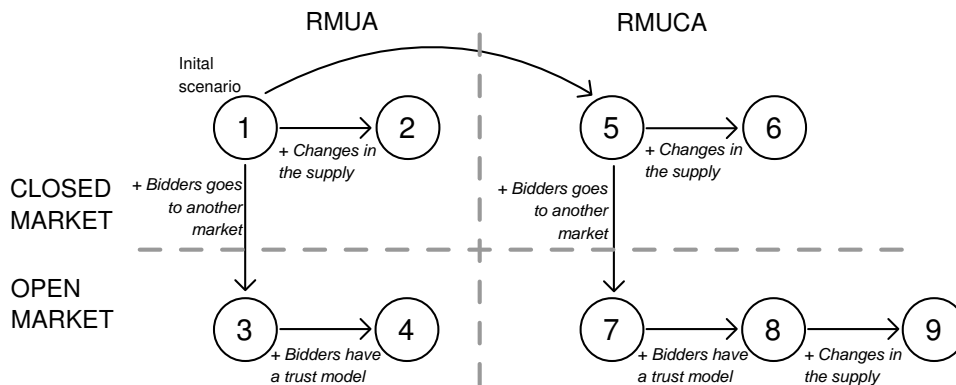 RMUA
RMUCA
Inital
scenario
1
2
5
6
+ Changes in
the supply
+ Changes in
the supply
CLOSED
MARKET
+ Bidders goes
to another
market
+ Bidders goes
to another
market
OPEN
MARKET
3
4
7
8
9
+ Bidders have
a trust model
+ Bidders have
a trust model
+ Changes in
the supply